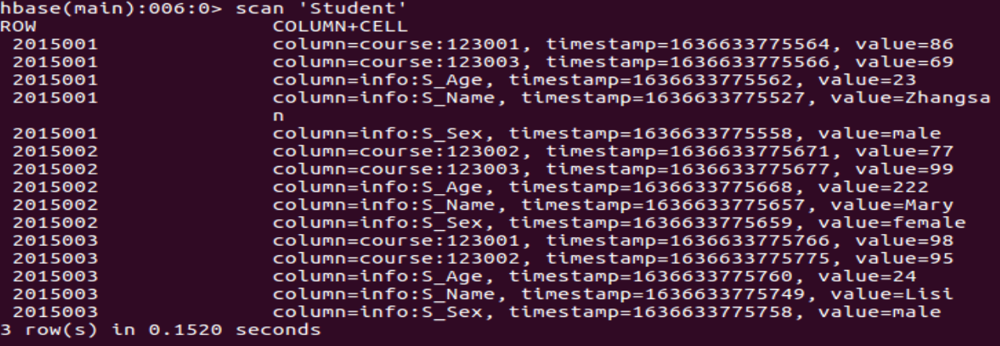 hbase(main):006:0> scan 'Student'
ROW                   COLUMN+CELL
 2015001              column=course:123001, timestamp=1636633775564, value=86
 2015001              column=course:123003, timestamp=1636633775566, value=69
 2015001              column=info:S_Age, timestamp=1636633775562, value=23
 2015001              column=info:S_Name, timestamp=1636633775527, value=Zhangsa
                      n
 2015001              column=info:S_Sex, timestamp=1636633775558, value=male
 2015002              column=course:123002, timestamp=1636633775671, value=77
 2015002              column=course:123003, timestamp=1636633775677, value=99
 2015002              column=info:S_Age, timestamp=1636633775668, value=222
 2015002              column=info:S_Name, timestamp=1636633775657, value=Mary
 2015002              column=info:S_Sex, timestamp=1636633775659, value=female
 2015003              column=course:123001, timestamp=1636633775766, value=98
 2015003              column=course:123002, timestamp=1636633775775, value=95
 2015003              column=info:S_Age, timestamp=1636633775760, value=24
 2015003              column=info:S_Name, timestamp=1636633775749, value=Lisi
 2015003              column=info:S_Sex, timestamp=1636633775758, value=male
3 row(s) in 0.1520 seconds